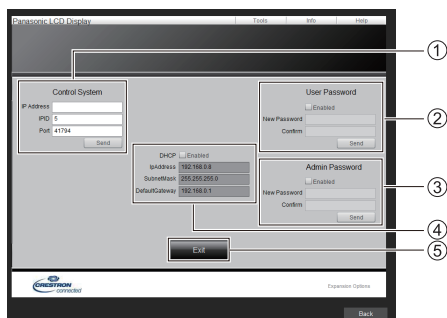 Panasonic LCD Display
Tools Info Help
①
Control System
IP Address
IPID 5
Port 41794
Send
User Password
Enabled
New Password
Confirm
Send
②
DHCP Enabled
IpAddress 192.168.0.8
SubnetMask 255.255.255.0
DefaultGateway 192.168.0.1
Admin Password
Enabled
New Password
Confirm
Send
③
④
Exit
⑤
CRESTRON
connected
Expansion Options
Back